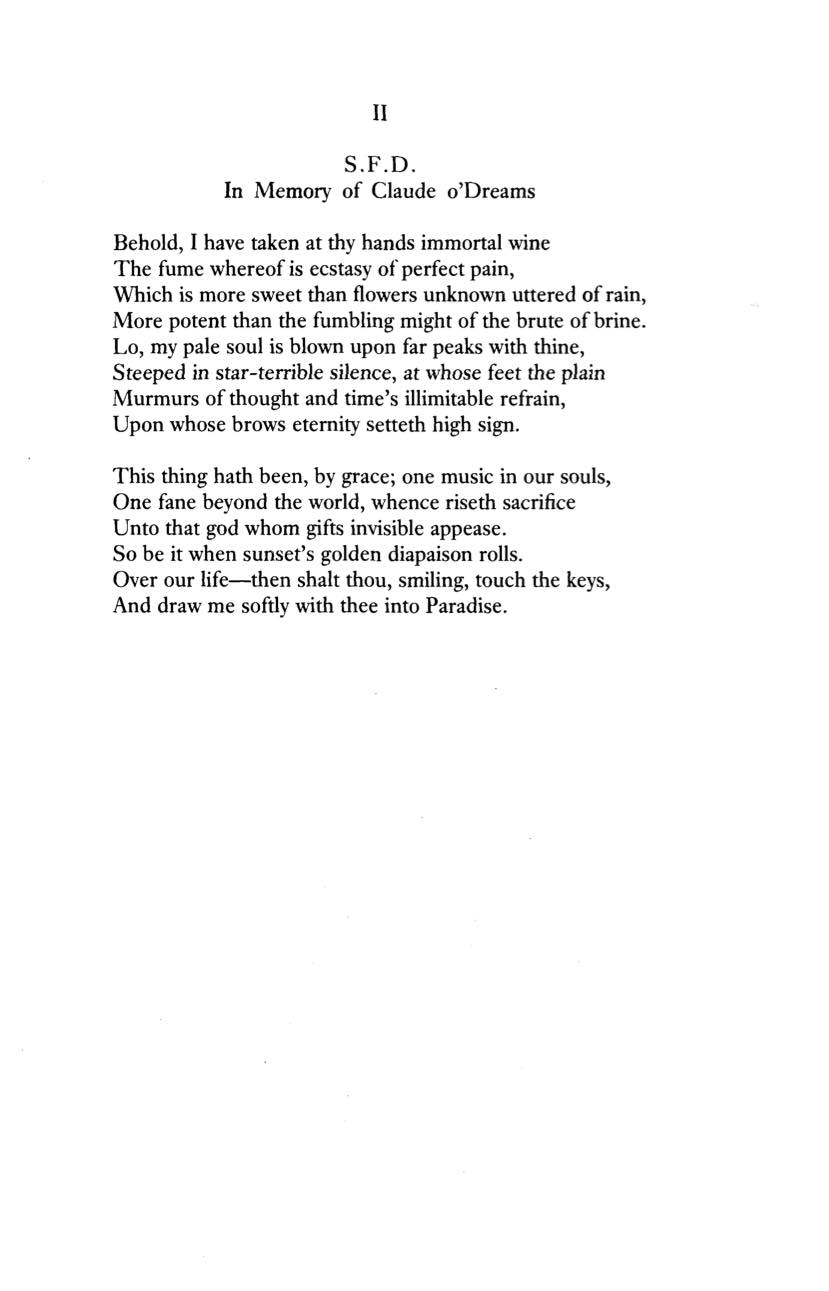 II
S.F.D.
In Memory of Claude o'Dreams
Behold, I have taken at thy hands immortal wine
The fume whereof is ecstasy of perfect pain,
Which is more sweet than flowers unknown uttered of rain,
More potent than the fumbling might of the brute of brine.
Lo, my pale soul is blown upon far peaks with thine,
Steeped in star-terrible silence, at whose feet the plain
Murmurs of thought and time's illimitable refrain,
Upon whose brows eternity setteth high sign.
This thing hath been, by grace; one music in our souls,
One fane beyond the world, whence riseth sacrifice
Unto that god whom gifts invisible appease.
So be it when sunset's golden diapaison rolls.
Over our life—then shalt thou, smiling, touch the keys,
And draw me softly with thee into Paradise.